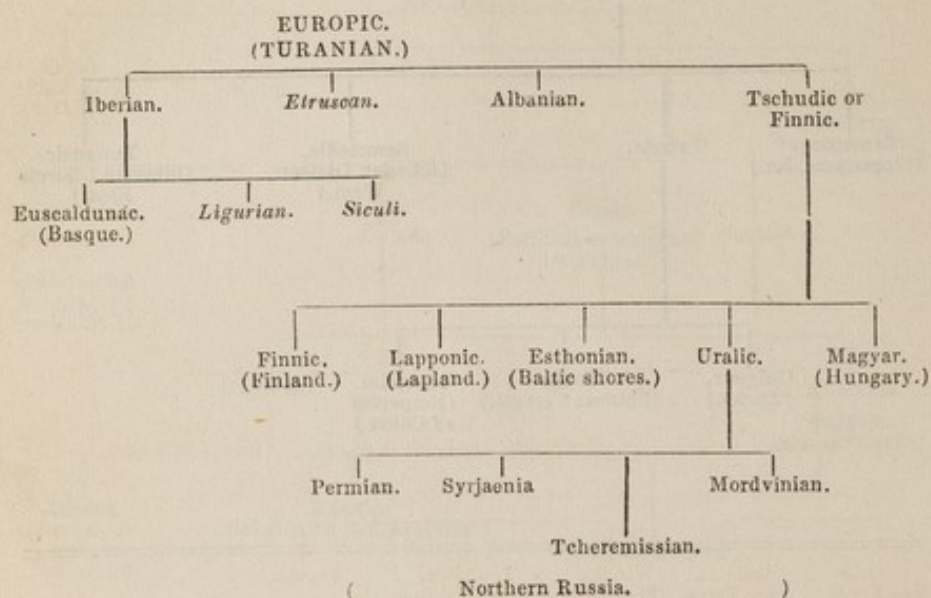 EUROPIC.
(TURANIAN.)
Iberian. Etruscan. Albanian. Tschudic or
Finnic.
Euscaldunac. Ligurian. Siculi.
(Basque.)
Finnic. Lapponic. Esthonian. Uralic. Magyar.
(Finland.) (Lapland.) (Baltic shores.) (Hungary.)
Permian. Syrjaenia Mordvinian.
Tcheremissian.
( Northern Russia. )